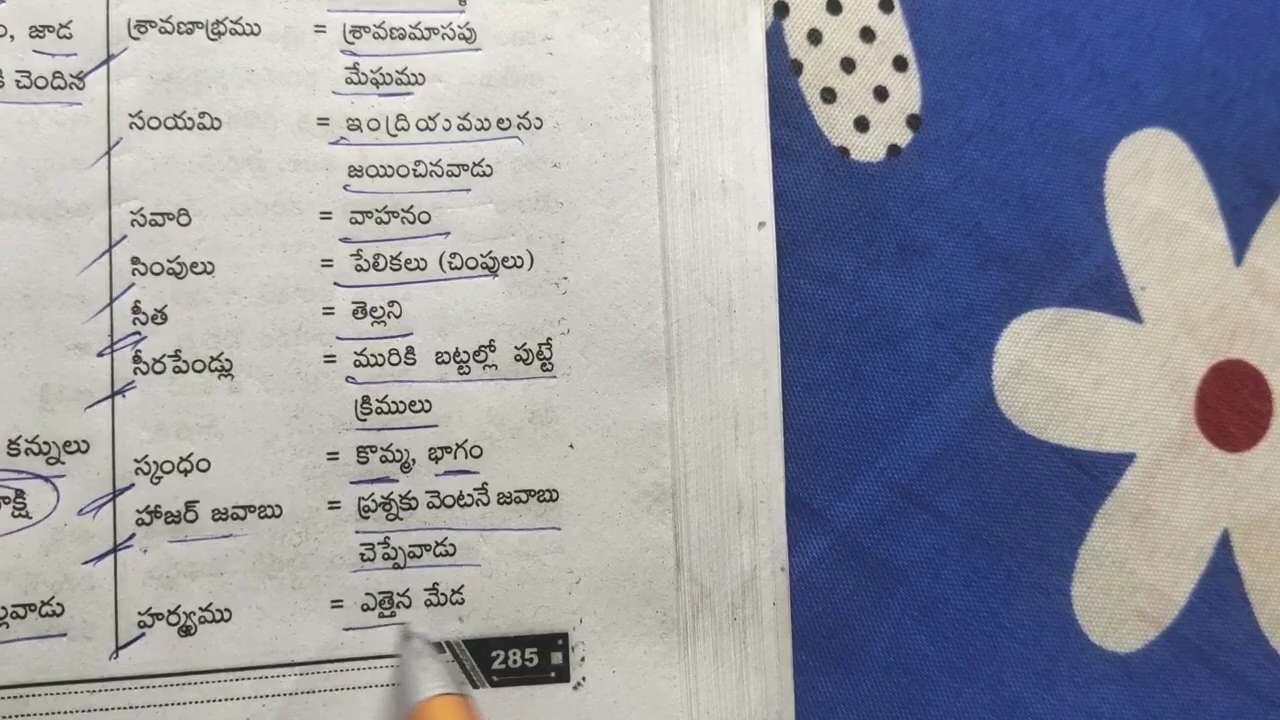 జాడ
చెందిన
కన్నులు
శ్రావణాభ్రము = శ్రావణమాసపు
మేఘము
సంయమి = ఇంద్రియములను
జయించినవాడు
సవారి = వాహనం
సింపులు = పేలికలు (చింపులు)
సీత = తెల్లని
సీరపేండ్లు = మురికి బట్టల్లో పుట్టే
క్రిములు
స్కంధం = కొమ్మ, భాగం
హాజర్ జవాబు = ప్రశ్నకు వెంటనే జవాబు
చెప్పేవాడు
హర్మ్యము = ఎత్తైన మేడ
285